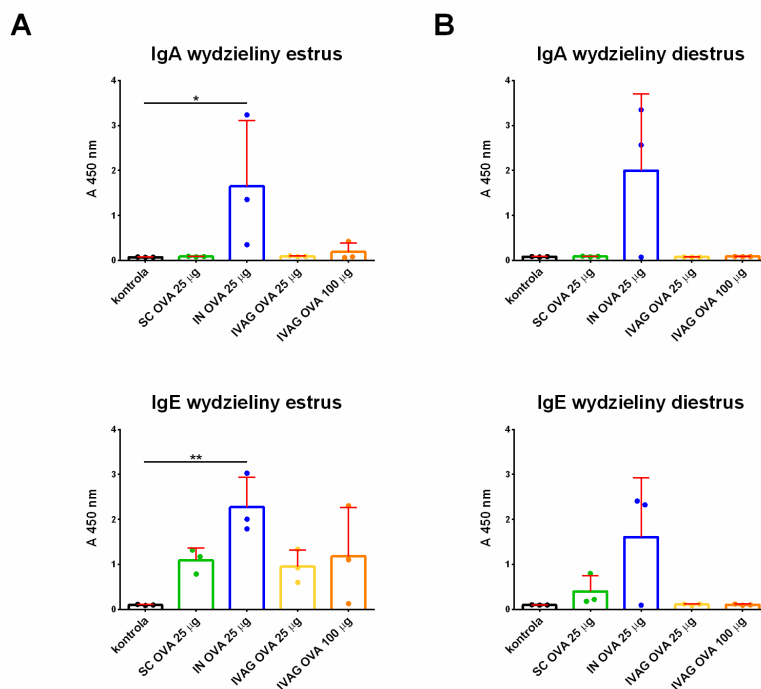 A
B
IgA wydzieliny estrus
A 450 nm
4
3
2
1
0
*
kontrola
SC OVA 25 µg
IN OVA 25 µg
IVAG OVA 25 µg
IVAG OVA 100 µg
IgA wydzieliny diestrus
A 450 nm
4
3
2
1
0
kontrola
SC OVA 25 µg
IN OVA 25 µg
IVAG OVA 25 µg
IVAG OVA 100 µg
IgE wydzieliny estrus
A 450 nm
4
3
2
1
0
**
kontrola
SC OVA 25 µg
IN OVA 25 µg
IVAG OVA 25 µg
IVAG OVA 100 µg
IgE wydzieliny diestrus
A 450 nm
4
3
2
1
0
kontrola
SC OVA 25 µg
IN OVA 25 µg
IVAG OVA 25 µg
IVAG OVA 100 µg